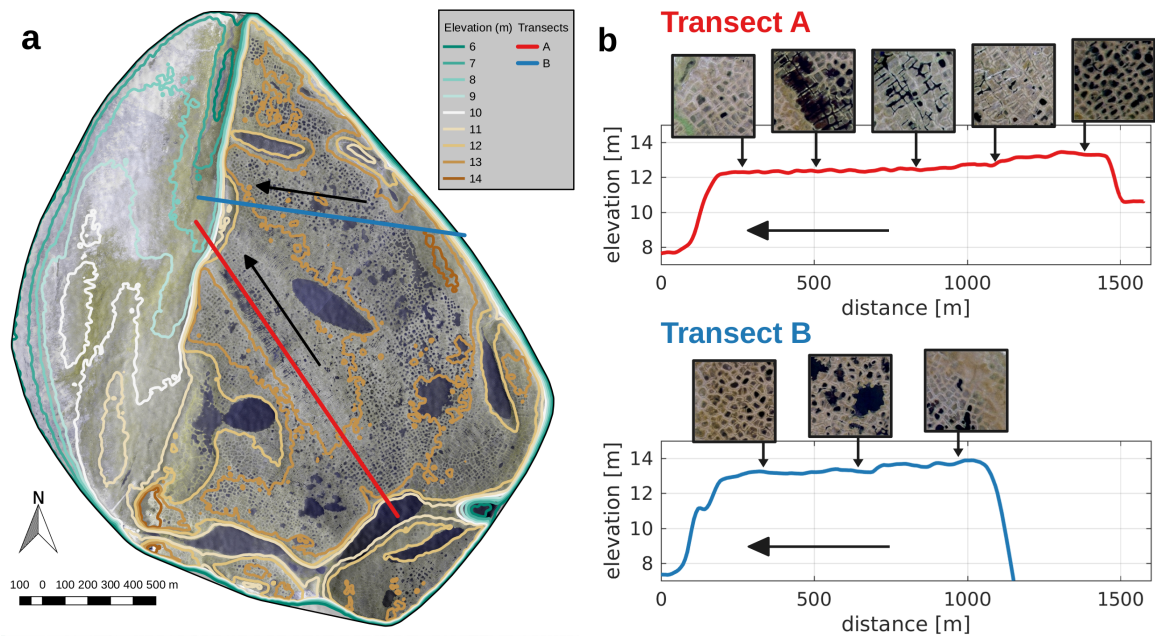 a
Elevation (m) Transects
6 A
7 B
8
9
10
11
12
13
14
N
100 0 100 200 300 400 500 m
b
Transect A
elevation [m]
14
12
10
8
0 500 1000 1500
distance [m]
Transect B
elevation [m]
14
12
10
8
0 500 1000 1500
distance [m]